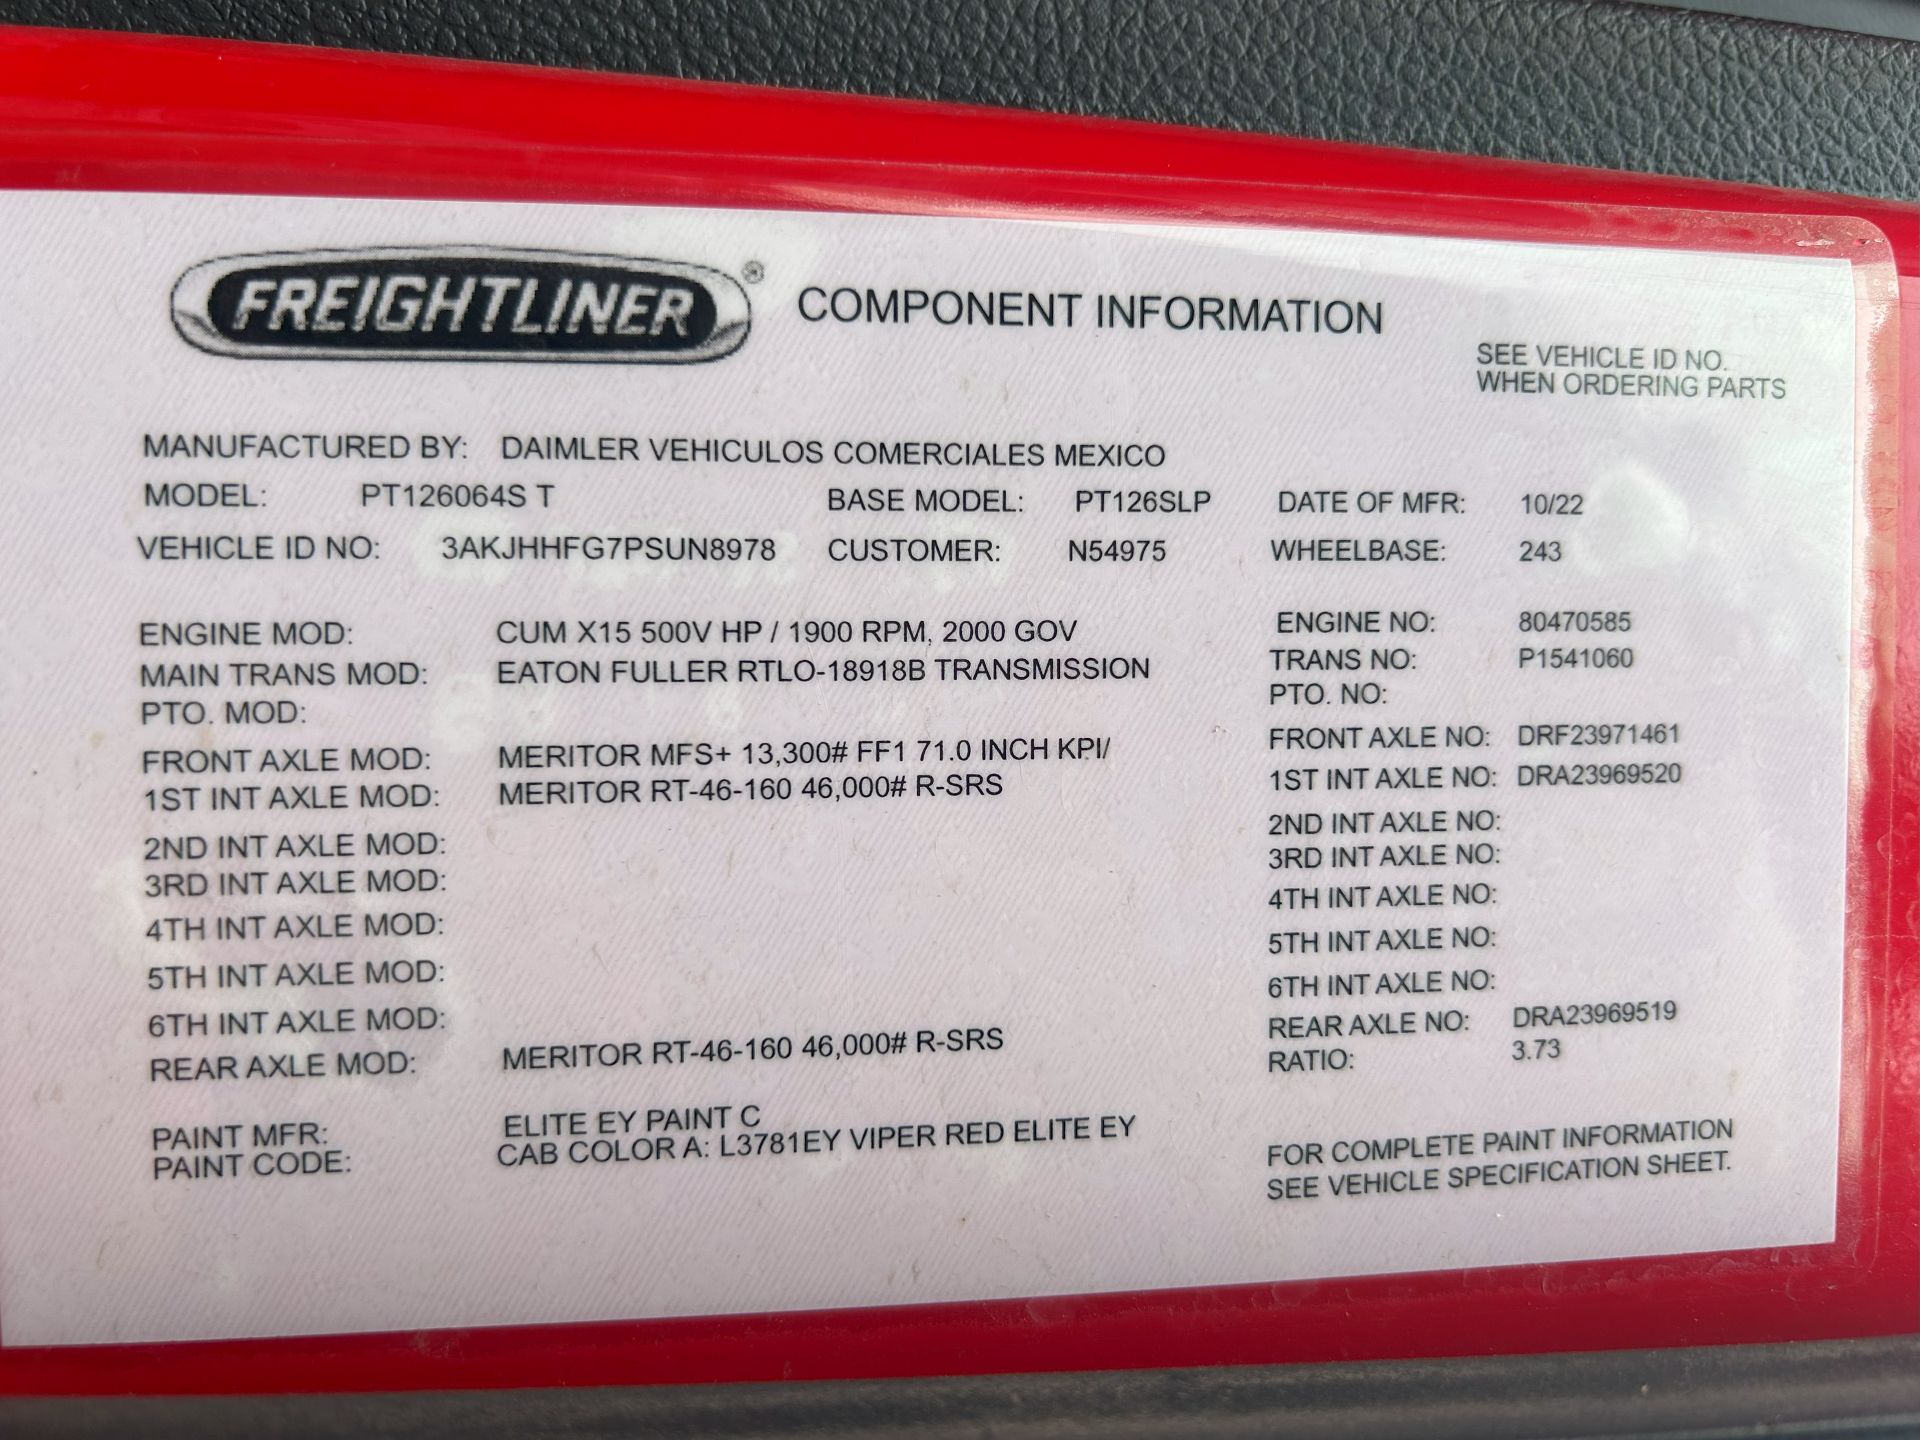 FREIGHTLINER ® COMPONENT INFORMATION
SEE VEHICLE ID NO.
WHEN ORDERING PARTS
MANUFACTURED BY: DAIMLER VEHICULOS COMERCIALES MEXICO
MODEL: PT126064S T BASE MODEL: PT126SLP DATE OF MFR: 10/22
VEHICLE ID NO: 3AKJHHFG7PSUN8978 CUSTOMER: N54975 WHEELBASE: 243
ENGINE MOD: CUM X15 500V HP / 1900 RPM, 2000 GOV ENGINE NO: 80470585
MAIN TRANS MOD: EATON FULLER RTLO-18918B TRANSMISSION TRANS NO: P1541060
PTO. MOD: PTO. NO:
FRONT AXLE MOD: MERITOR MFS+ 13,300# FF1 71.0 INCH KPI/ FRONT AXLE NO: DRF23971461
1ST INT AXLE MOD: MERITOR RT-46-160 46,000# R-SRS 1ST INT AXLE NO: DRA23969520
2ND INT AXLE MOD: 2ND INT AXLE NO:
3RD INT AXLE MOD: 3RD INT AXLE NO:
4TH INT AXLE MOD: 4TH INT AXLE NO:
5TH INT AXLE MOD: 5TH INT AXLE NO:
6TH INT AXLE MOD: 6TH INT AXLE NO:
REAR AXLE MOD: MERITOR RT-46-160 46,000# R-SRS REAR AXLE NO: DRA23969519
RATIO: 3.73
PAINT MFR: ELITE EY PAINT C
PAINT CODE: CAB COLOR A: L3781EY VIPER RED ELITE EY
FOR COMPLETE PAINT INFORMATION
SEE VEHICLE SPECIFICATION SHEET.